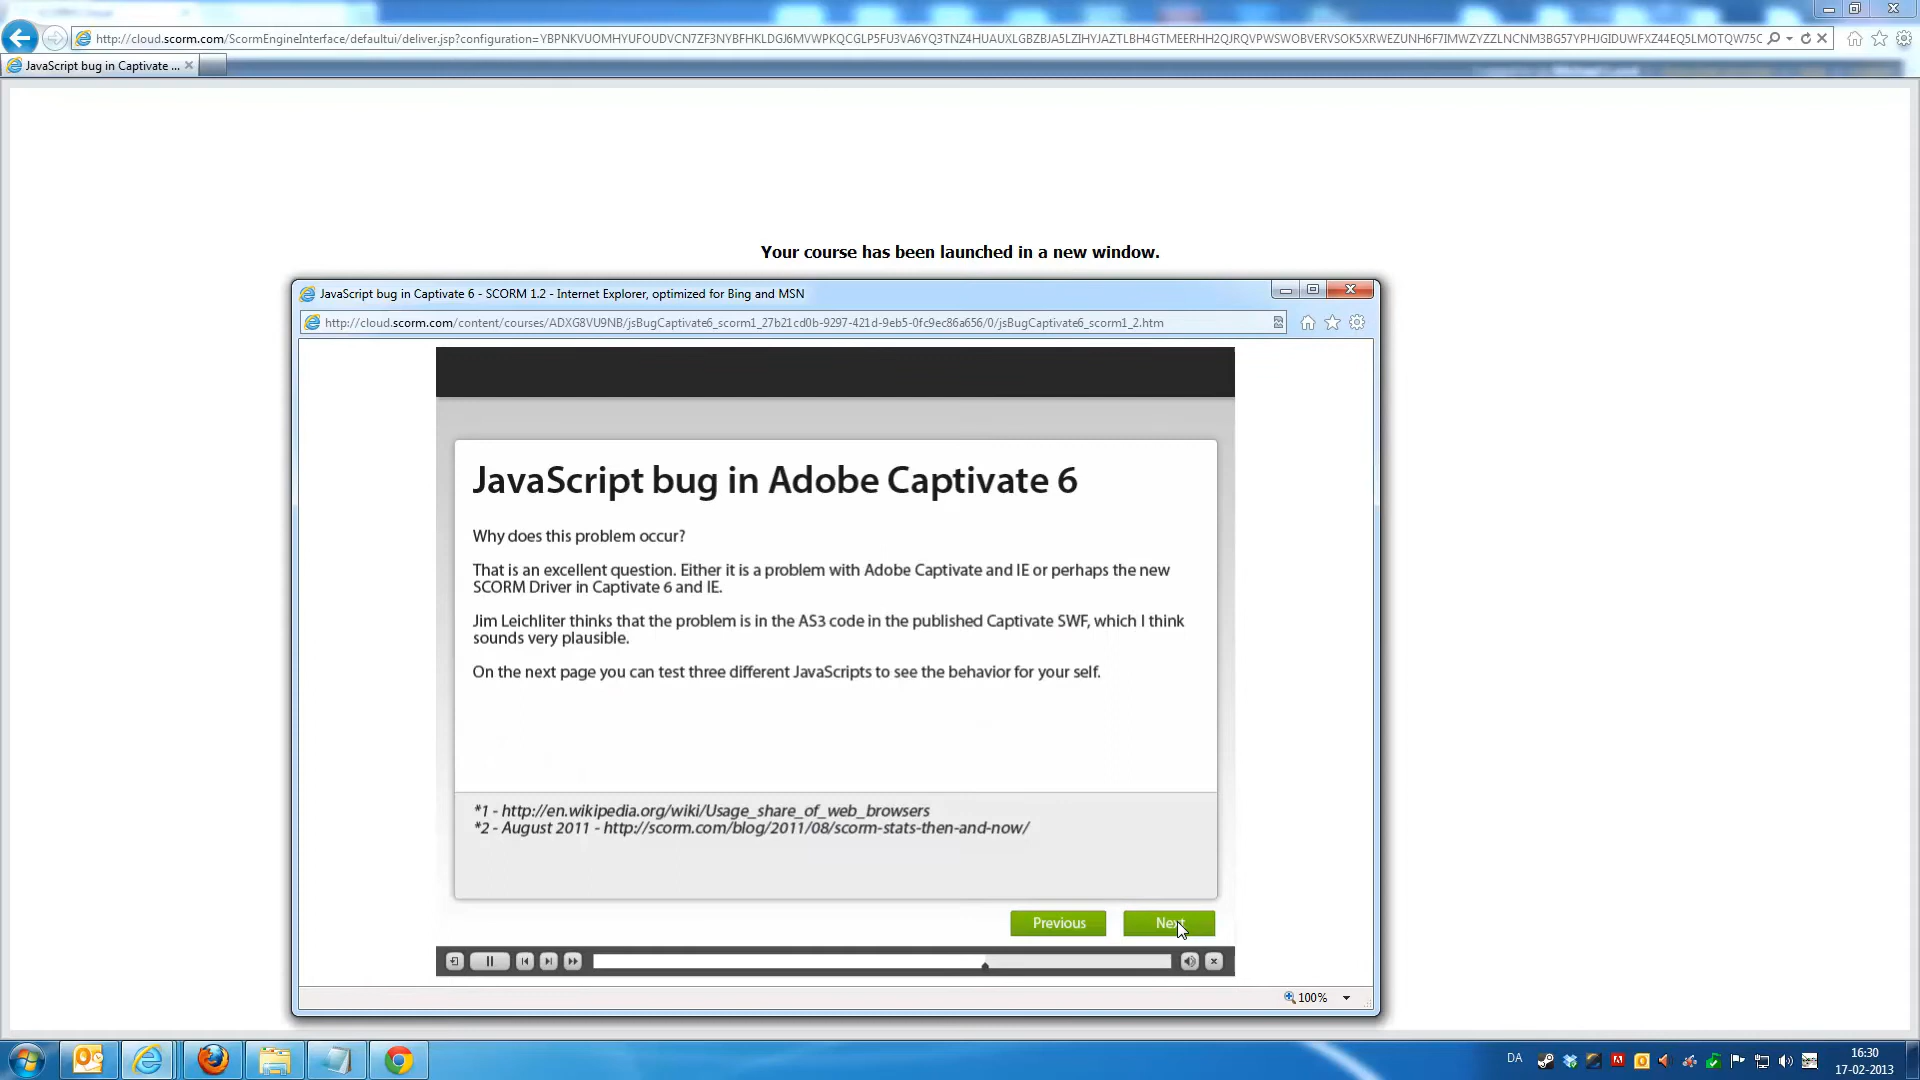 http://cloud.scorm.com/ScormEngineInterface/defaultui/deliver.jsp?configuration=YBPNKVUOMHYUFOUDVCN7ZF3NYBFHKLDGJ6MVWPKQCGLP5FU3VA6YQ3TNZ4HUAUXLGBZBJA5LZIHYJAZTLBH4GTMEERHH2QJRQVPWSWOBVERVSOK5XRWEZUNH6F7IMWZYZZLNCNM3BG57YPHJGIDUWFXZ44EQ5LMOTQW75C
JavaScript bug in Captivate ...
Your course has been launched in a new window.
JavaScript bug in Captivate 6 - SCORM 1.2 - Internet Explorer, optimized for Bing and MSN
http://cloud.scorm.com/content/courses/ADXG8VU9NB/jsBugCaptivate6_scorm1_27b21cd0b-9297-421d-9eb5-0fc9ec86a656/0/jsBugCaptivate6_scorm1_2.htm
JavaScript bug in Adobe Captivate 6
Why does this problem occur?
That is an excellent question. Either it is a problem with Adobe Captivate and IE or perhaps the new
SCORM Driver in Captivate 6 and IE.
Jim Leichliter thinks that the problem is in the AS3 code in the published Captivate SWF, which I think
sounds very plausible.
On the next page you can test three different JavaScripts to see the behavior for your self.
*1 - http://en.wikipedia.org/wiki/Usage_share_of_web_browsers
*2 - August 2011 - http://scorm.com/blog/2011/08/scorm-stats-then-and-now/
Previous
Next
100%
DA
16:30
17-02-2013